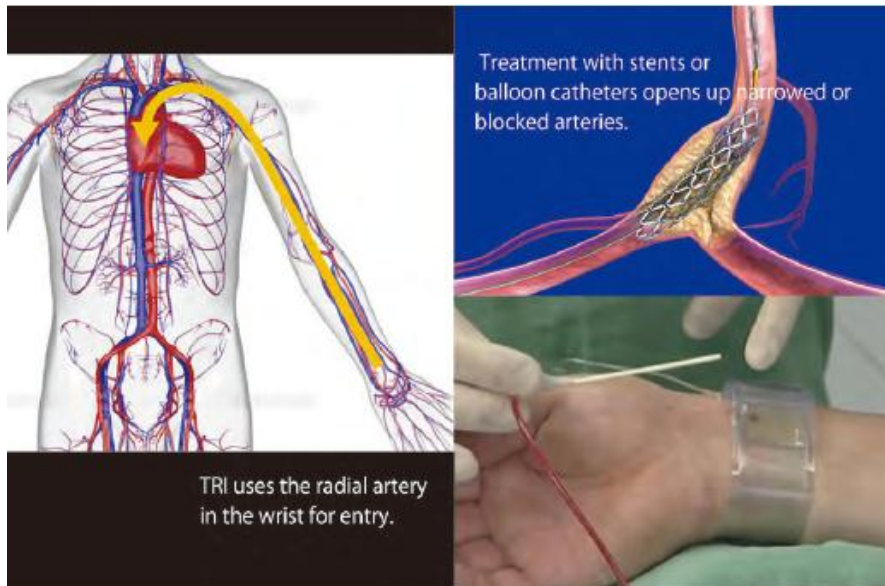 Treatment with stents or
balloon catheters opens up narrowed or
blocked arteries.
TRI uses the radial artery
in the wrist for entry.